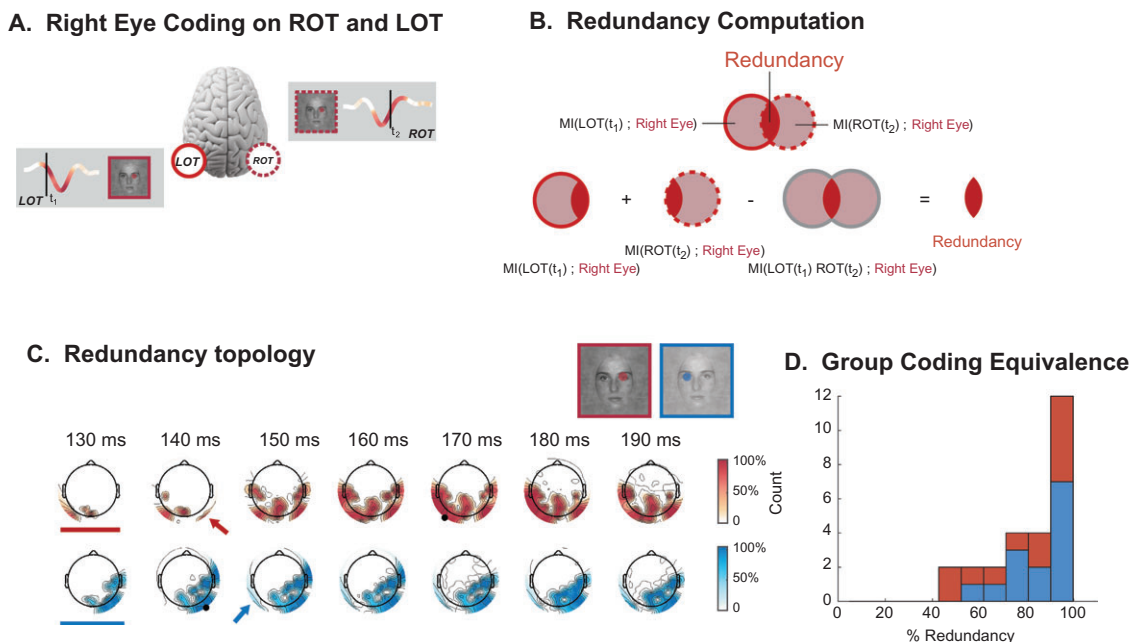 A. Right Eye Coding on ROT and LOT
t2 ROT
LOT
ROT
LOT t1
B. Redundancy Computation
Redundancy
MI(LOT(t1) ; Right Eye)
MI(ROT(t2) ; Right Eye)
+
-
=
MI(ROT(t2) ; Right Eye)
Redundancy
MI(LOT(t1) ; Right Eye)
MI(LOT(t1) ROT(t2) ; Right Eye)
C. Redundancy topology
130 ms 140 ms 150 ms 160 ms 170 ms 180 ms 190 ms
100%
50%
0
Count
100%
50%
0
D. Group Coding Equivalence
12
10
8
6
4
2
0
0 20 40 60 80 100
% Redundancy